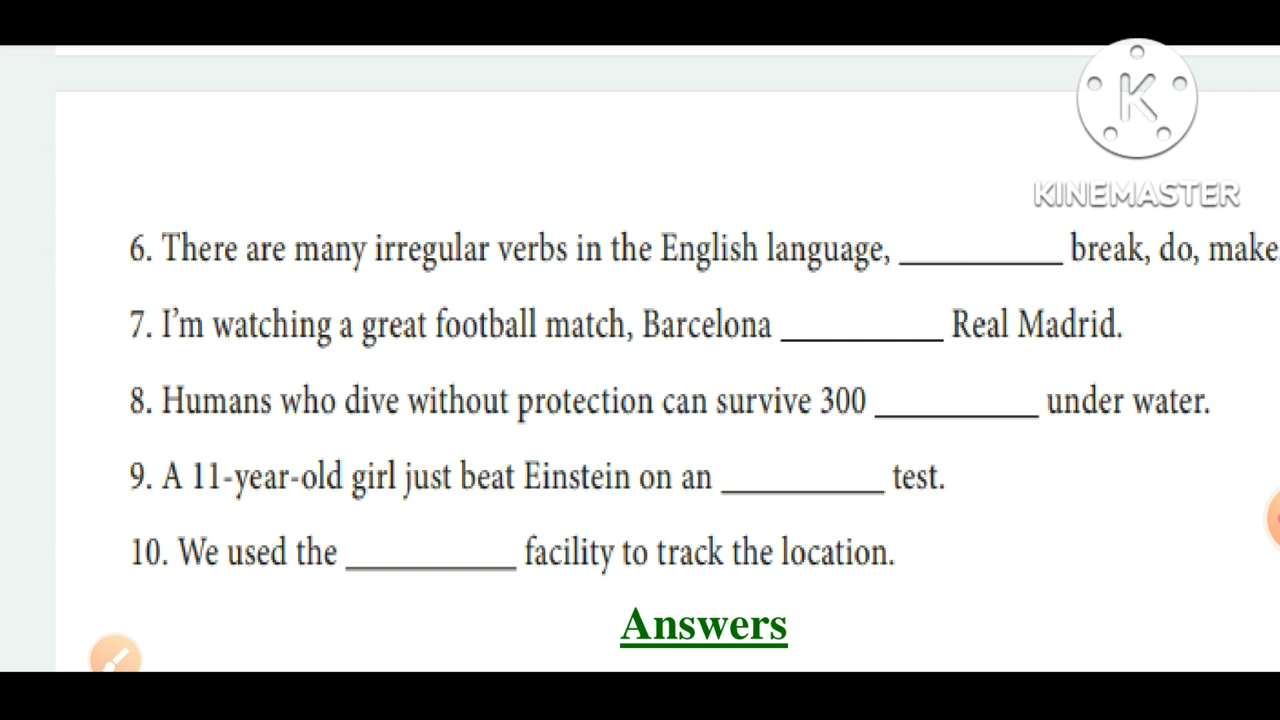 KINEMASTER
6. There are many irregular verbs in the English language, __________ break, do, make.
7. I'm watching a great football match, Barcelona __________ Real Madrid.
8. Humans who dive without protection can survive 300 __________ under water.
9. A 11-year-old girl just beat Einstein on an __________ test.
10. We used the __________ facility to track the location.
Answers